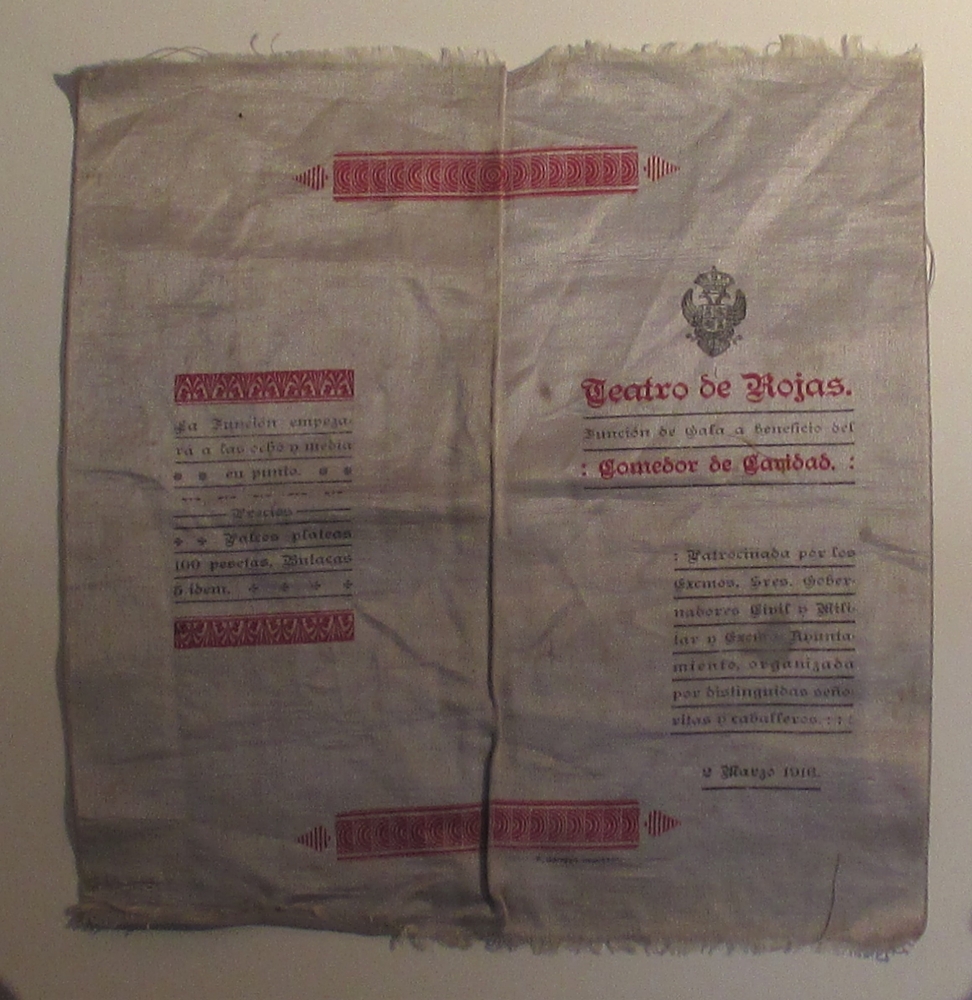 La Función empeza-
rá a las ocho y media
en punto.
Precios
Palcos plateas
100 pesetas, Butacas
5 idem.
Teatro de Rojas.
Función de Gala a beneficio del
: Comedor de Caridad. :
: Patrocinada por los
Excmos. Sres. Gober-
nadores Civil y Mili-
tar y Excmo. Ayunta-
miento, organizada
por distinguidas seño-
ritas y caballeros. : : :
2 Marzo 1916.